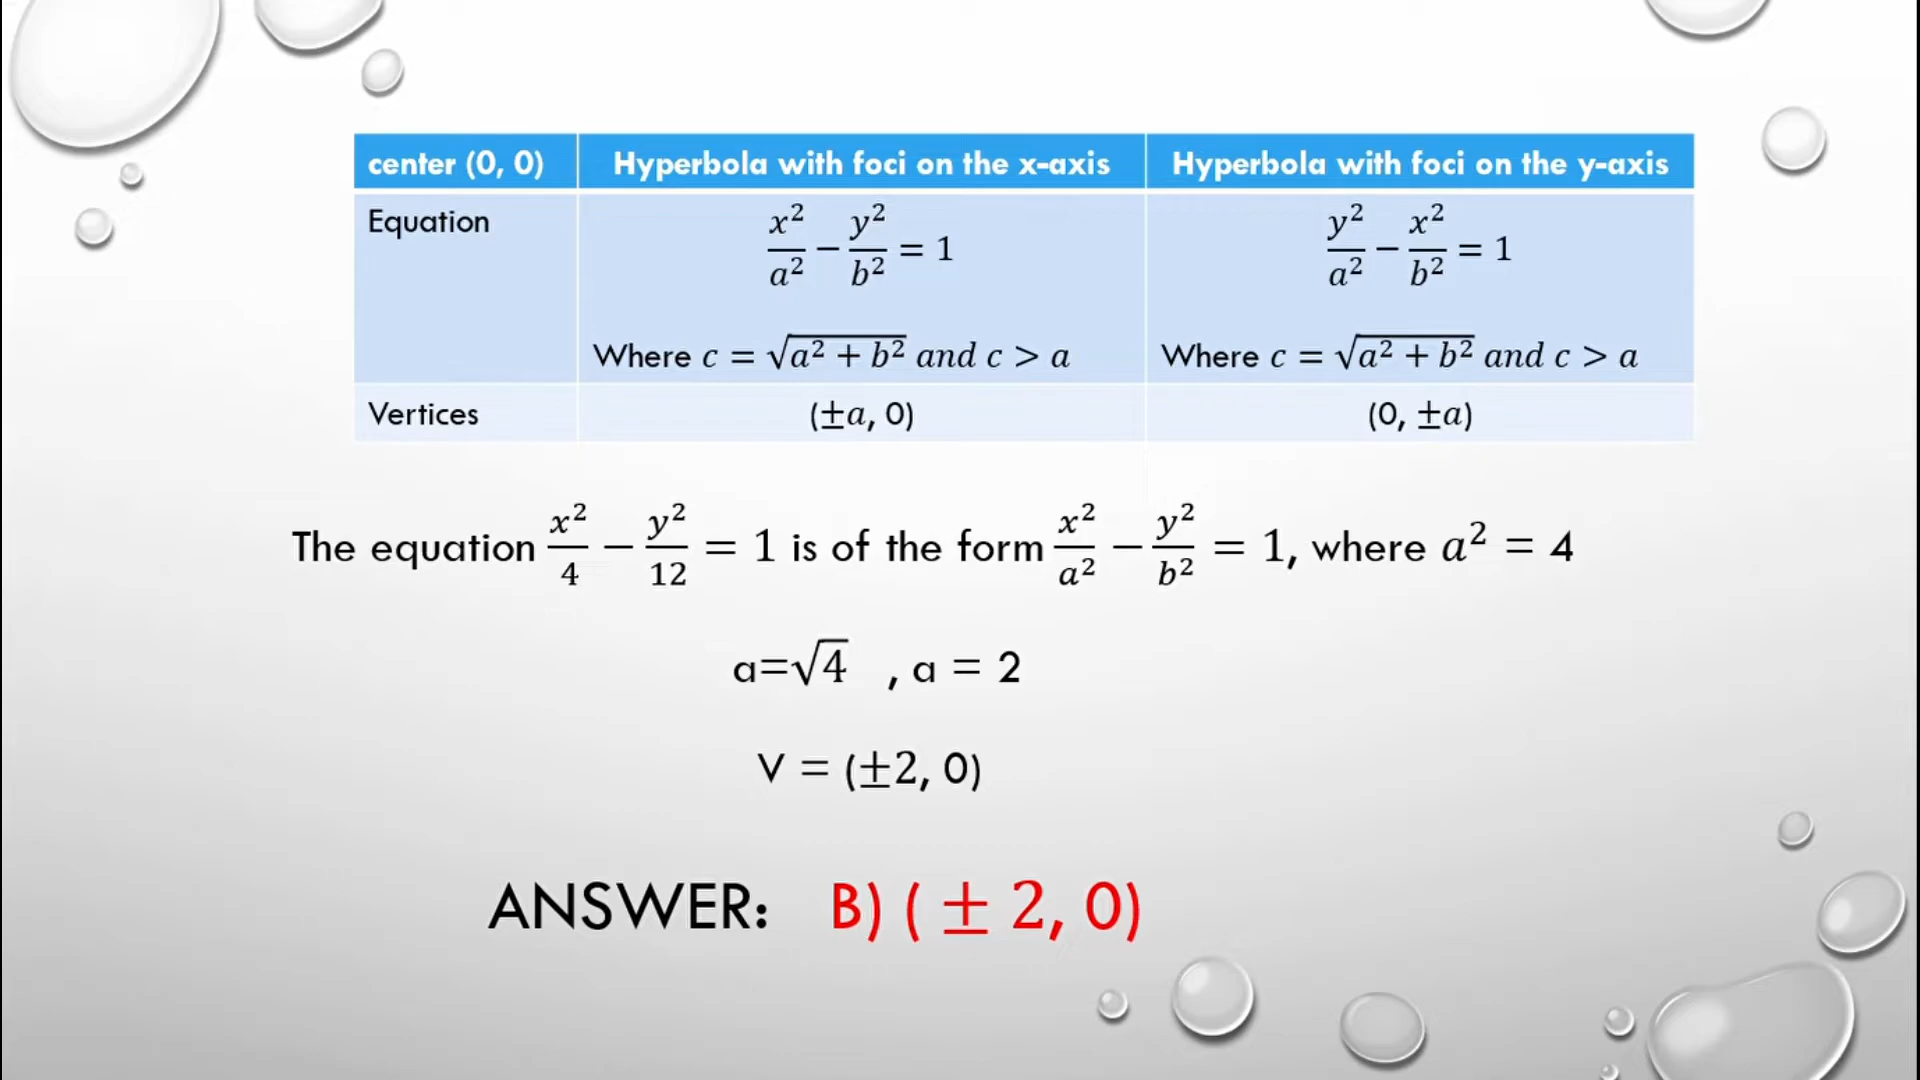 center (0, 0) Hyperbola with foci on the x-axis Hyperbola with foci on the y-axis
Equation x²/a² − y²/b² = 1 y²/a² − x²/b² = 1
Where c = √(a² + b²) and c > a Where c = √(a² + b²) and c > a
Vertices (±a, 0) (0, ±a)
The equation x²/4 − y²/12 = 1 is of the form x²/a² − y²/b² = 1, where a² = 4
a=√4 , a = 2
V = (±2, 0)
ANSWER: B) ( ± 2, 0)